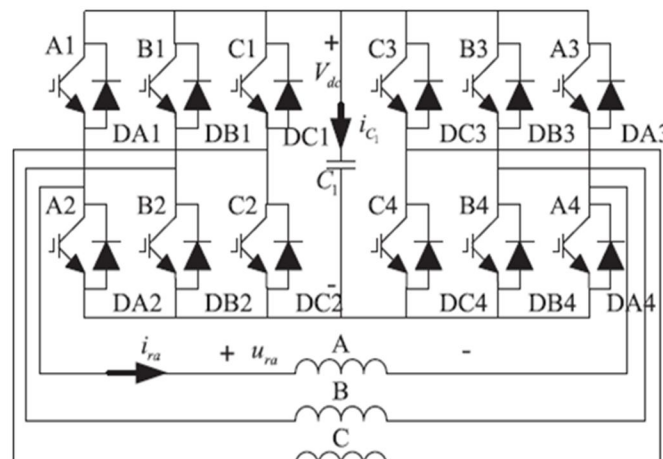 A1 B1 C1 + C3 B3 A3
V_dc
i_C1
DA1 DB1 DC1 DC3 DB3 DA3
C_1
A2 B2 C2 C4 B4 A4
-
DA2 DB2 DC2 DC4 DB4 DA4
i_ra + u_ra A -
B
C